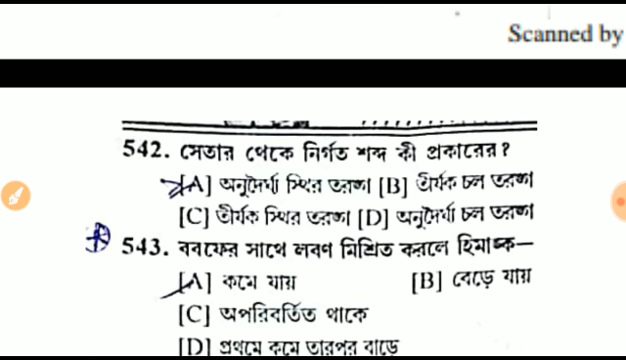 Scanned by
542. সেতার থেকে নির্গত শব্দ কী প্রকারের?
[A] অনুদৈর্ঘ্য স্থির তরঙ্গ [B] তীর্যক চল তরঙ্গ
[C] তীর্যক স্থির তরঙ্গ [D] অনুদৈর্ঘ্য চল তরঙ্গ
543. বরফের সাথে লবণ মিশ্রিত করলে হিমাঙ্ক—
[A] কমে যায় [B] বেড়ে যায়
[C] অপরিবর্তিত থাকে
[D] প্রথমে কমে তারপর বাড়ে